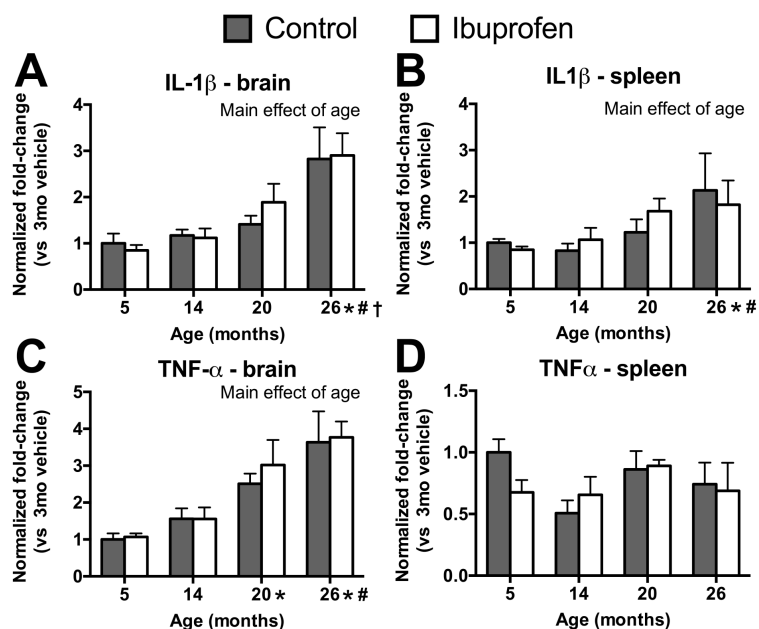 Control Ibuprofen
A
IL-1β - brain
Main effect of age
Normalized fold-change
(vs 3mo vehicle)
4
3
2
1
0
5 14 20 26 * # †
Age (months)
B
IL1β - spleen
Main effect of age
Normalized fold-change
(vs 3mo vehicle)
4
3
2
1
0
5 14 20 26 * #
Age (months)
C
TNF-α - brain
Main effect of age
Normalized fold-change
(vs 3mo vehicle)
5
4
3
2
1
0
5 14 20 * 26 * #
Age (months)
D
TNFα - spleen
Normalized fold-change
(vs 3mo vehicle)
1.5
1.0
0.5
0.0
5 14 20 26
Age (months)